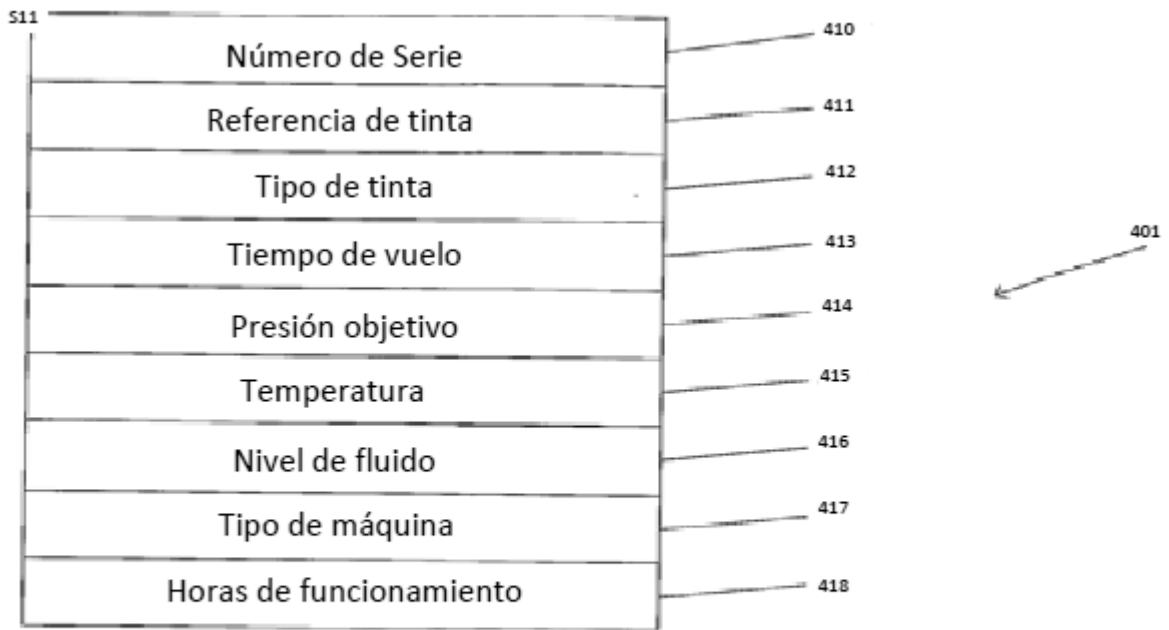 S11
Número de Serie 410
Referencia de tinta 411
Tipo de tinta 412
Tiempo de vuelo 413
401
Presión objetivo 414
Temperatura 415
Nivel de fluido 416
Tipo de máquina 417
Horas de funcionamiento 418